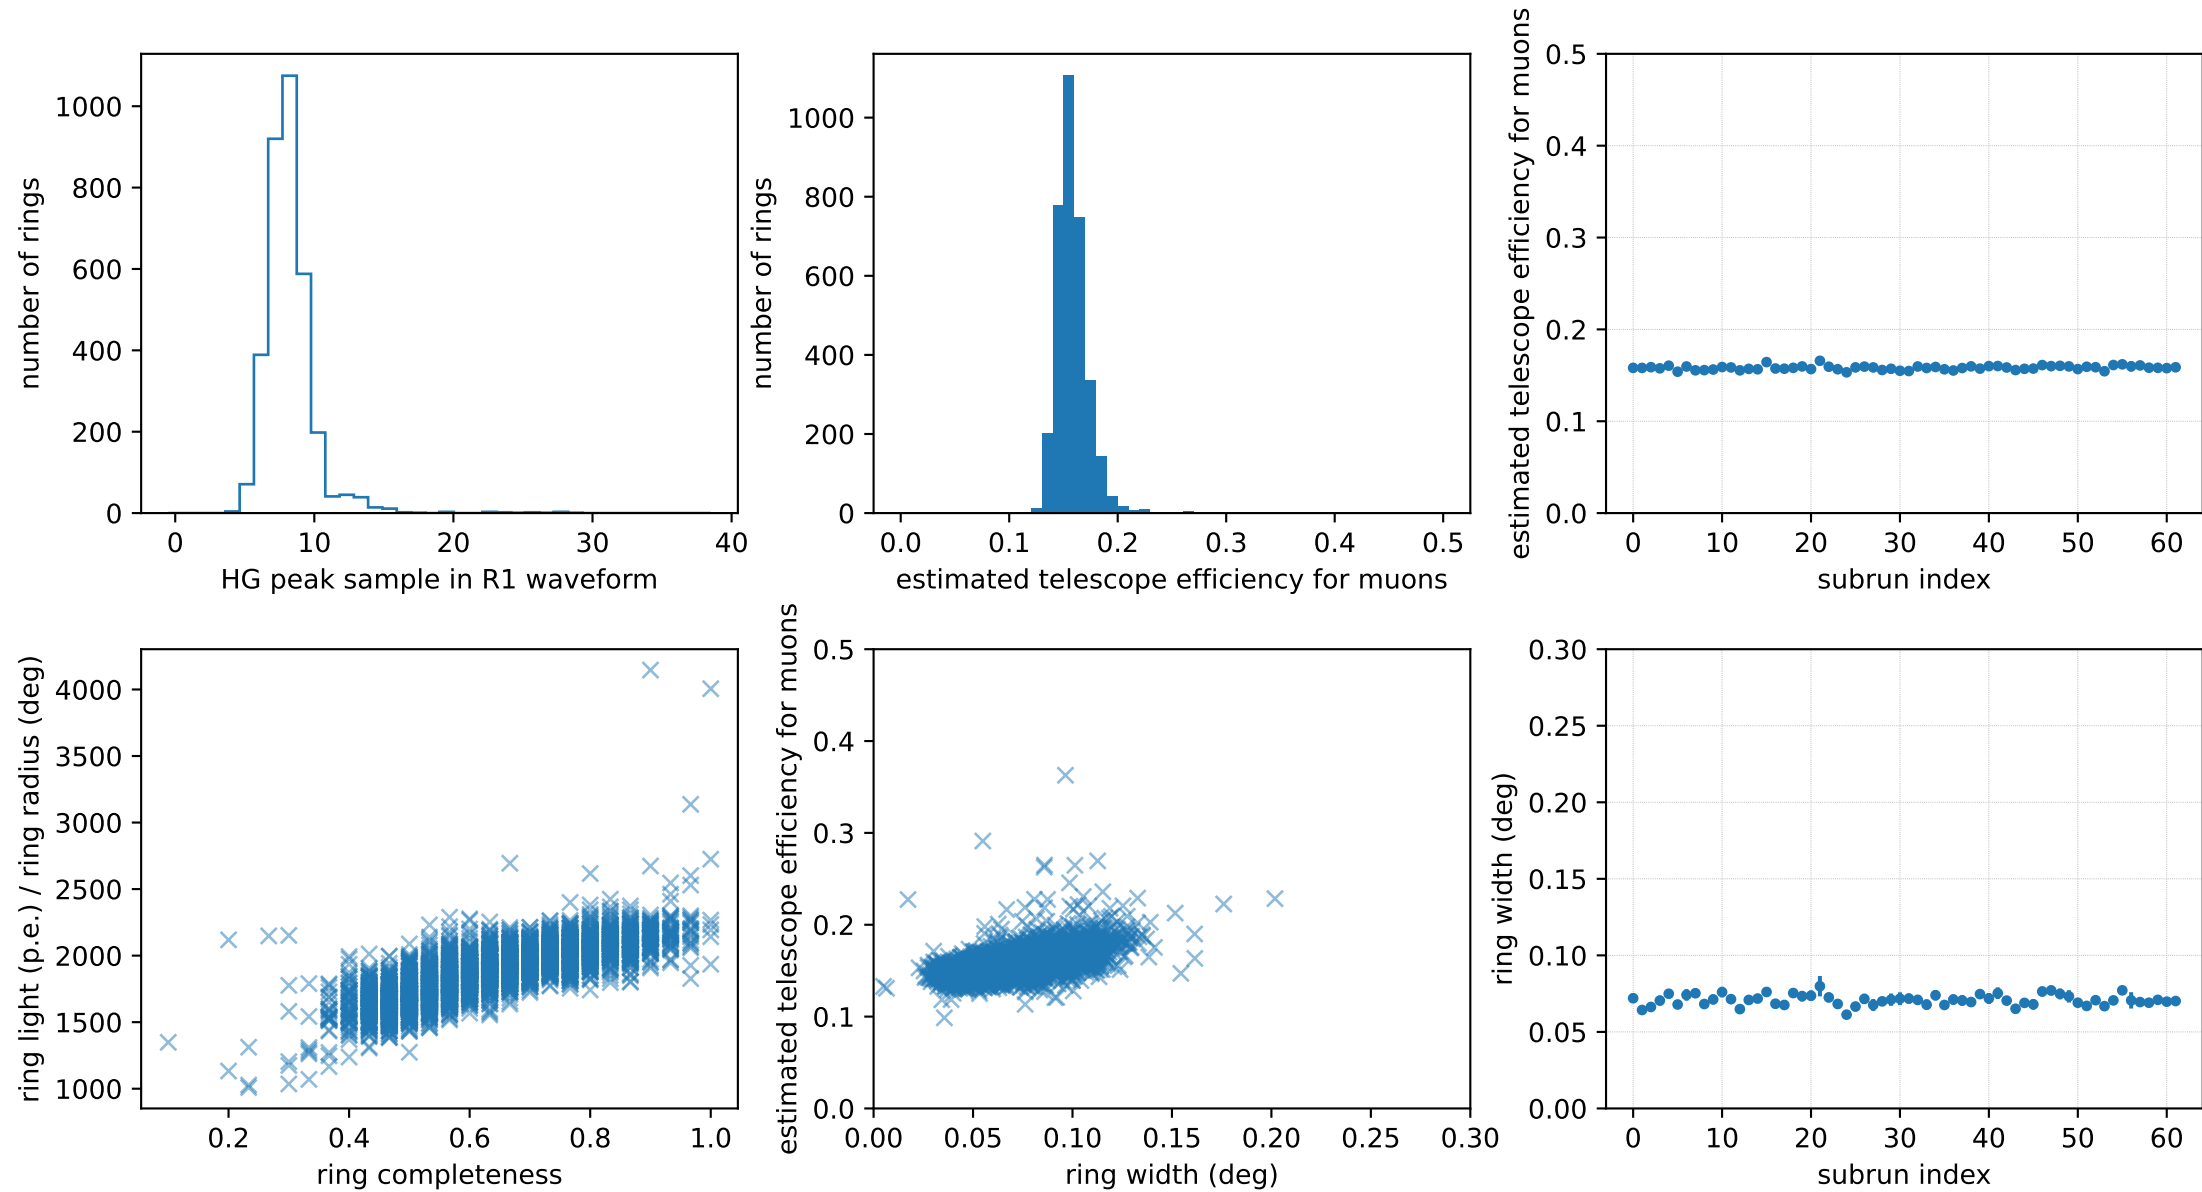 number of rings
1000
800
600
400
200
0
0 10 20 30 40
HG peak sample in R1 waveform
number of rings
1000
800
600
400
200
0
0.0 0.1 0.2 0.3 0.4 0.5
estimated telescope efficiency for muons
estimated telescope efficiency for muons
0.5
0.4
0.3
0.2
0.1
0.0
0 10 20 30 40 50 60
subrun index
ring light (p.e.) / ring radius (deg)
4000
3500
3000
2500
2000
1500
1000
0.2 0.4 0.6 0.8 1.0
ring completeness
estimated telescope efficiency for muons
0.5
0.4
0.3
0.2
0.1
0.0
0.00 0.05 0.10 0.15 0.20 0.25 0.30
ring width (deg)
ring width (deg)
0.30
0.25
0.20
0.15
0.10
0.05
0.00
0 10 20 30 40 50 60
subrun index